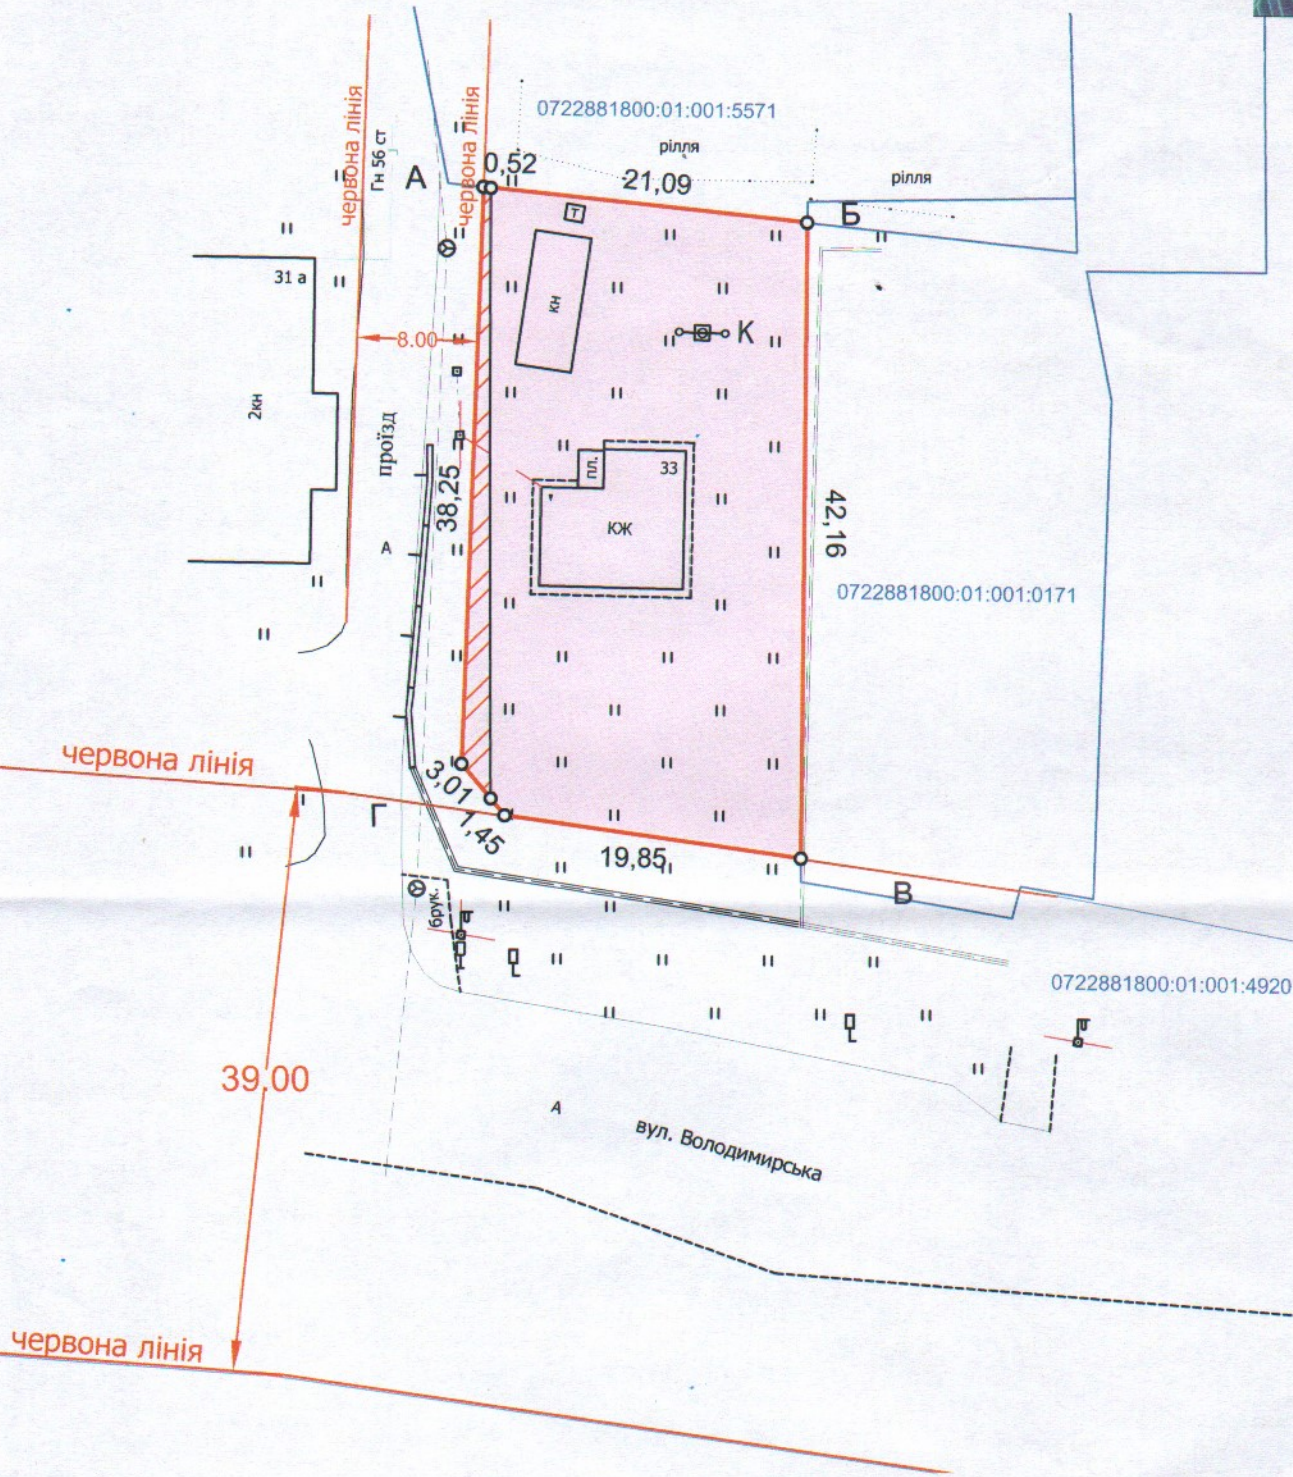 0722881800:01:001:5571
червона лінія
червона лінія
Гн 56 ст
рілля
рілля
А
0,52
21,09
Б
Т
31 а
кн
К
8.00
2кн
проїзд
38,25
пл.
33
КЖ
42,16
А
0722881800:01:001:0171
червона лінія
3,01
1,45
Г
19,85
В
брук.
0722881800:01:001:4920
39.00
А
вул. Володимирська
червона лінія